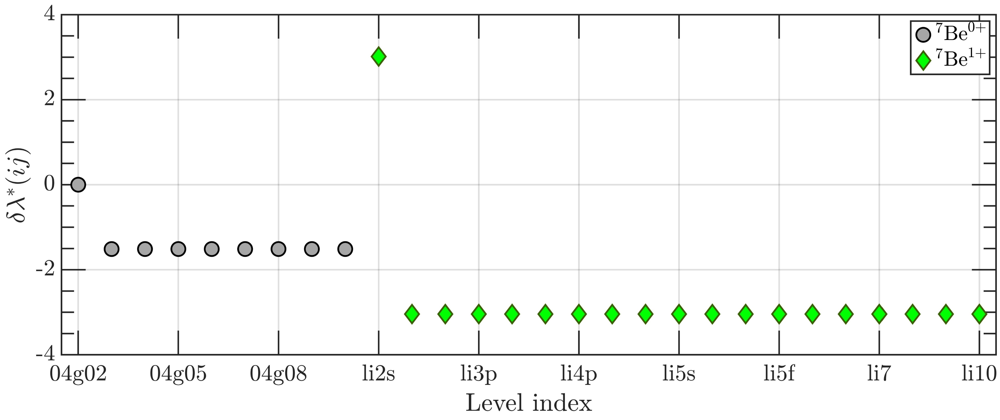 4
2
0
-2
-4
δλ*(ij)
⁷Be⁰⁺
⁷Be¹⁺
04g02 04g05 04g08 li2s li3p li4p li5s li5f li7 li10
Level index